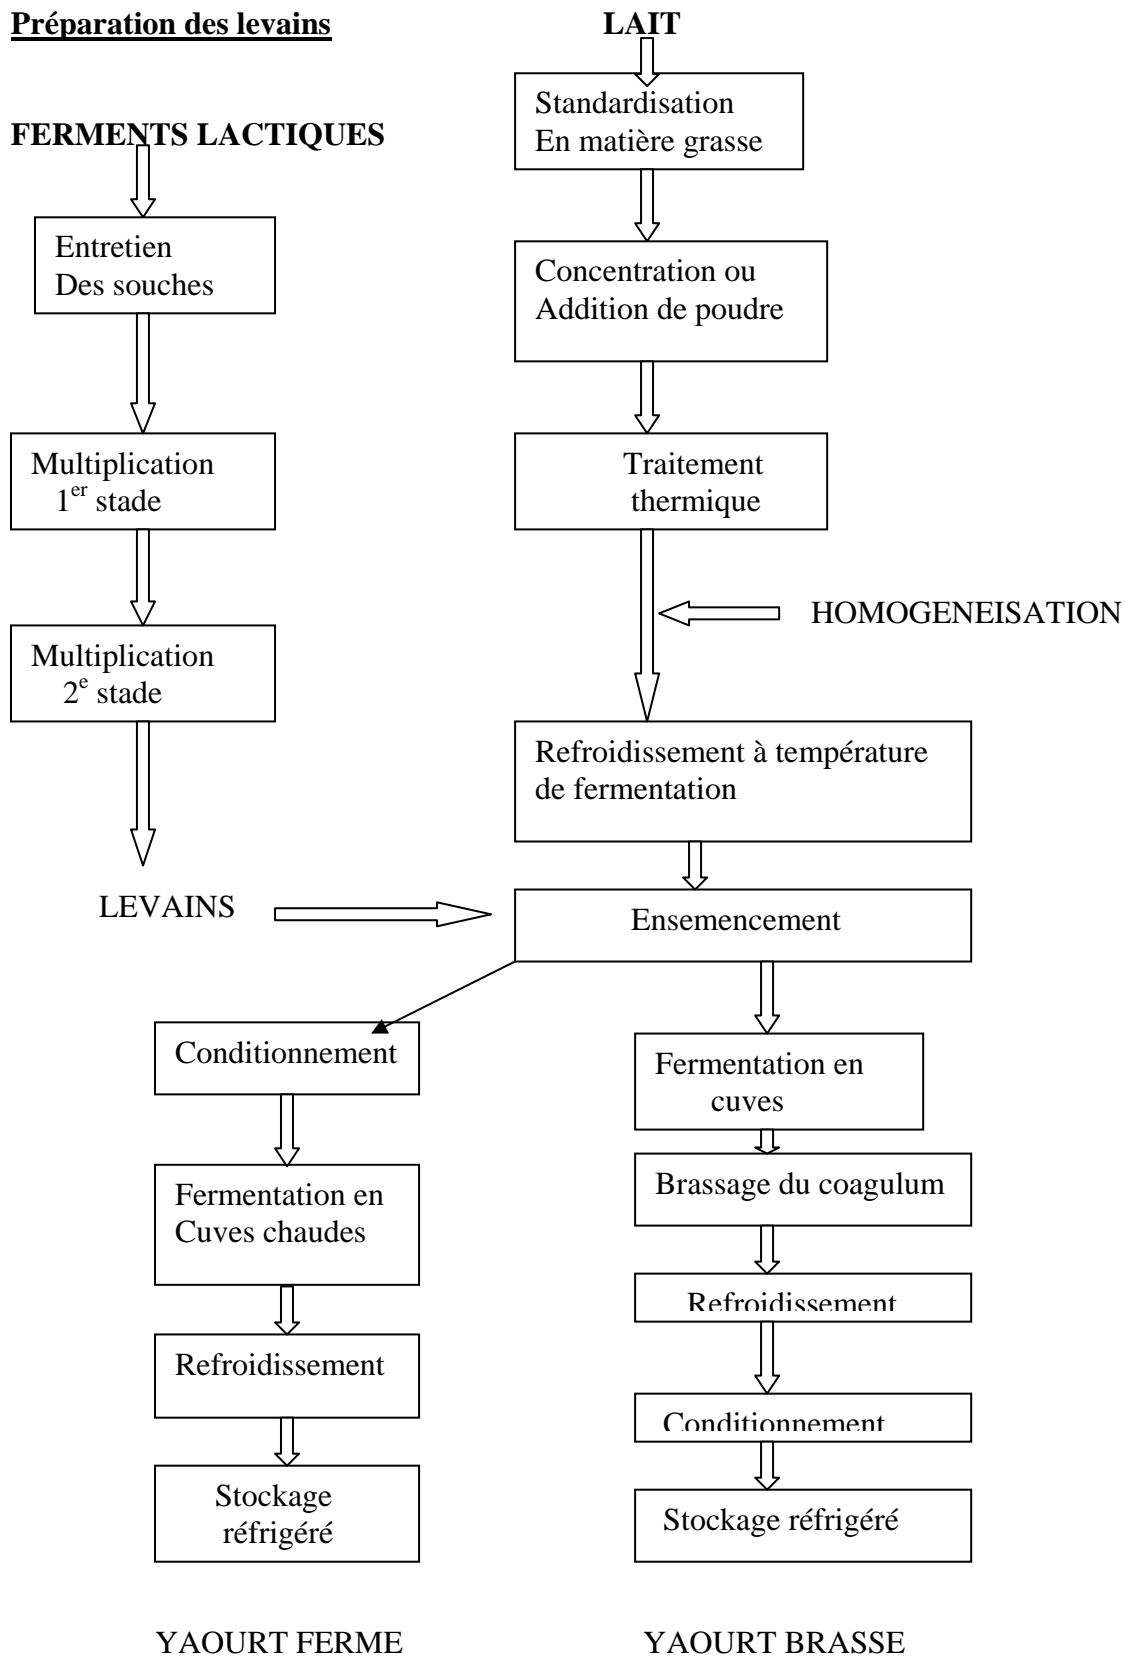 Préparation des levains
LAIT
Standardisation
En matière grasse
FERMENTS LACTIQUES
Entretien
Des souches
Concentration ou
Addition de poudre
Multiplication
1er stade
Traitement
thermique
HOMOGENEISATION
Multiplication
2e stade
Refroidissement à température
de fermentation
LEVAINS
Ensemencement
Conditionnement
Fermentation en
Cuves chaudes
Refroidissement
Stockage
réfrigéré
YAOURT FERME
Fermentation en
cuves
Brassage du coagulum
Refroidissement
Conditionnement
Stockage réfrigéré
YAOURT BRASSE